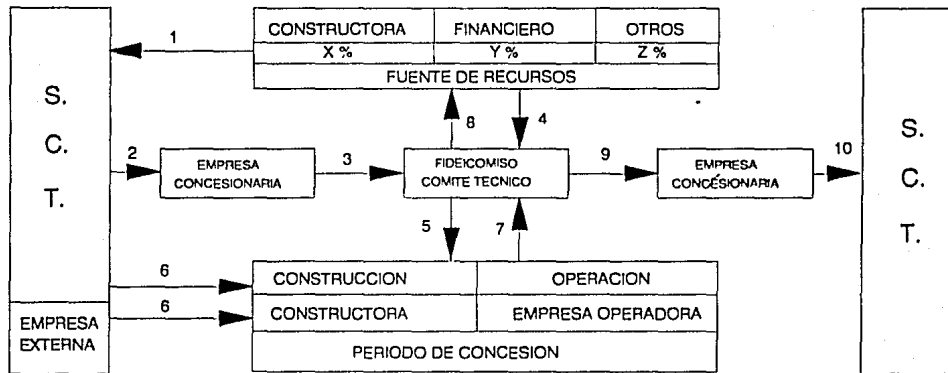 CONSTRUCTORA FINANCIERO OTROS
X % Y % Z %
FUENTE DE RECURSOS
1
S.
C.
T.
8 4
2
EMPRESA
CONCESIONARIA
3
FIDEICOMISO
COMITE TECNICO
9
EMPRESA
CONCÉSIONARIA
10
S.
C.
T.
5 7
6
CONSTRUCCION OPERACION
6
CONSTRUCTORA EMPRESA OPERADORA
EMPRESA
EXTERNA
PERIODO DE CONCESION